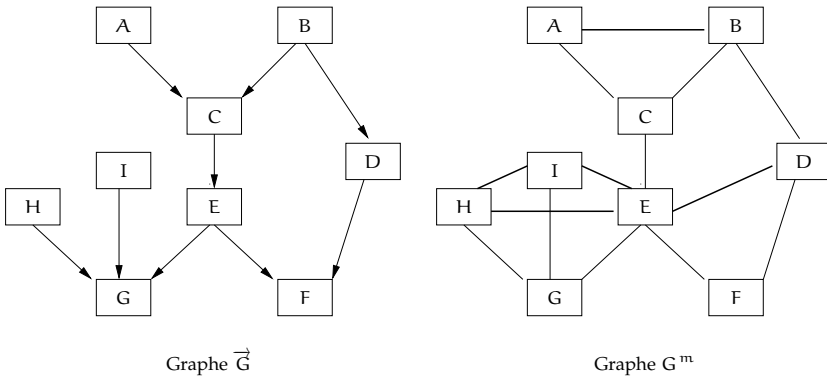 A B A B
C C
I D I D
H E H E
G F G F
Graphe G⃗ Graphe Gᵐ